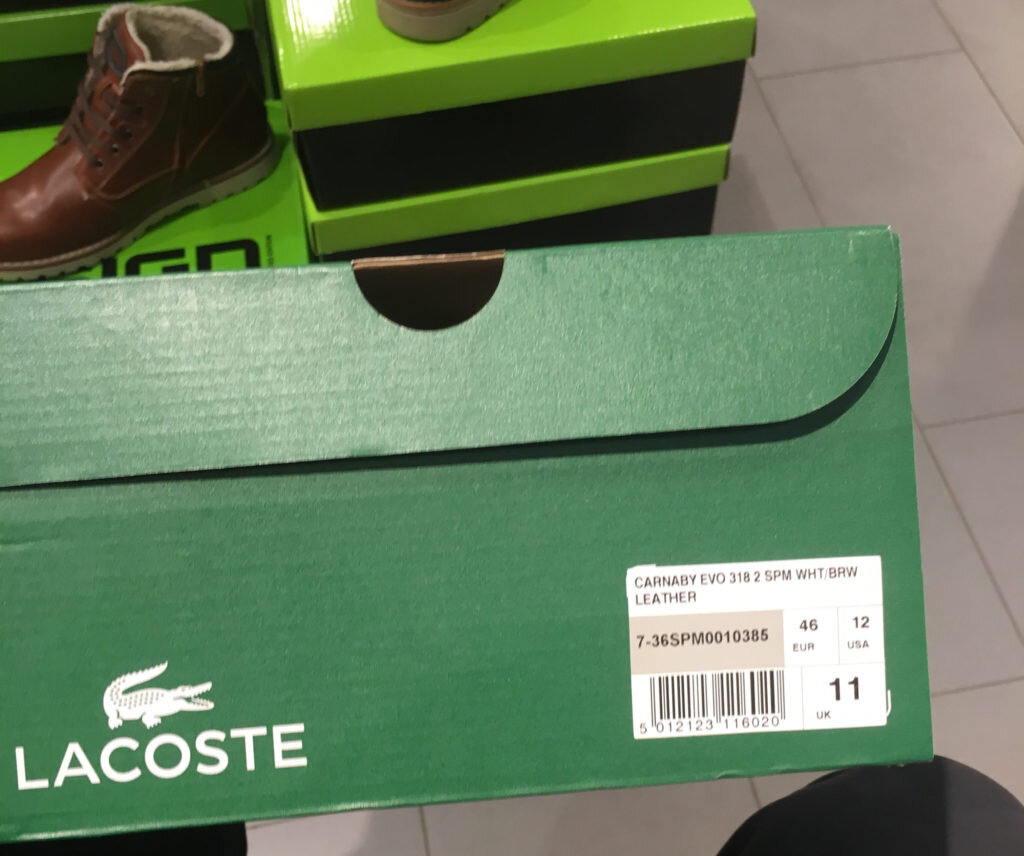 CARNABY EVO 318 2 SPM WHT/BRW
LEATHER
7-36SPM0010385
46
EUR
12
USA
11
UK
5 012123 116020
LACOSTE